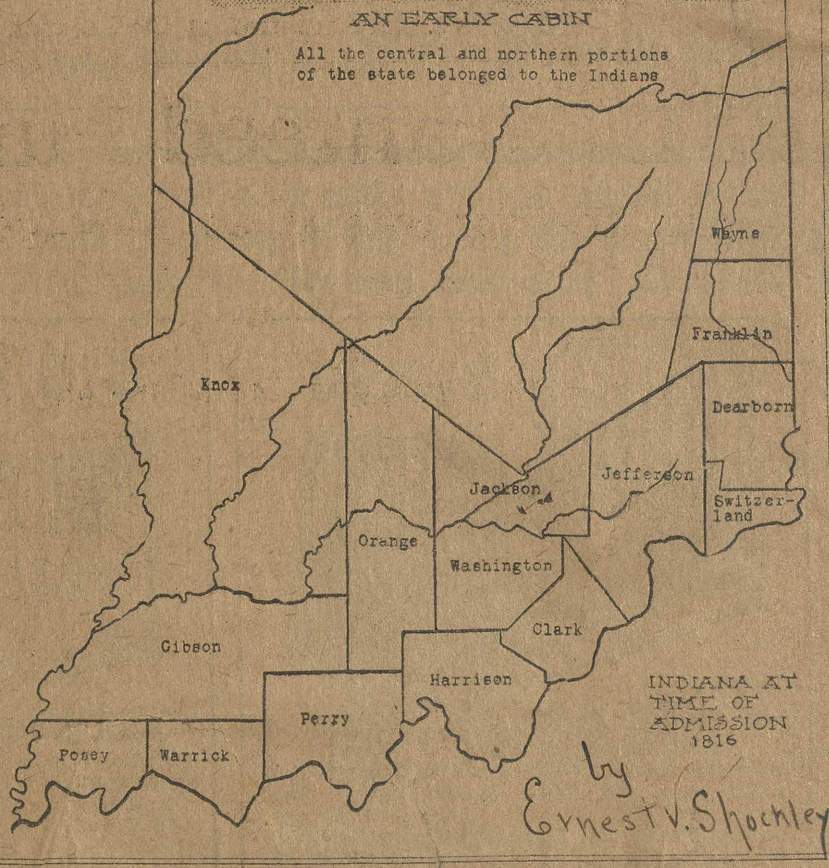 AN EARLY CABIN
All the central and northern portions
of the state belonged to the Indians
Wayne
Franklin
Knox
Dearborn
Jefferson
Jackson
Switzer-
land
Orange
Washington
Clark
Gibson
Harrison
Perry
Posey
Warrick
INDIANA AT
TIME OF
ADMISSION
1816
by
Ernest V. Shockley